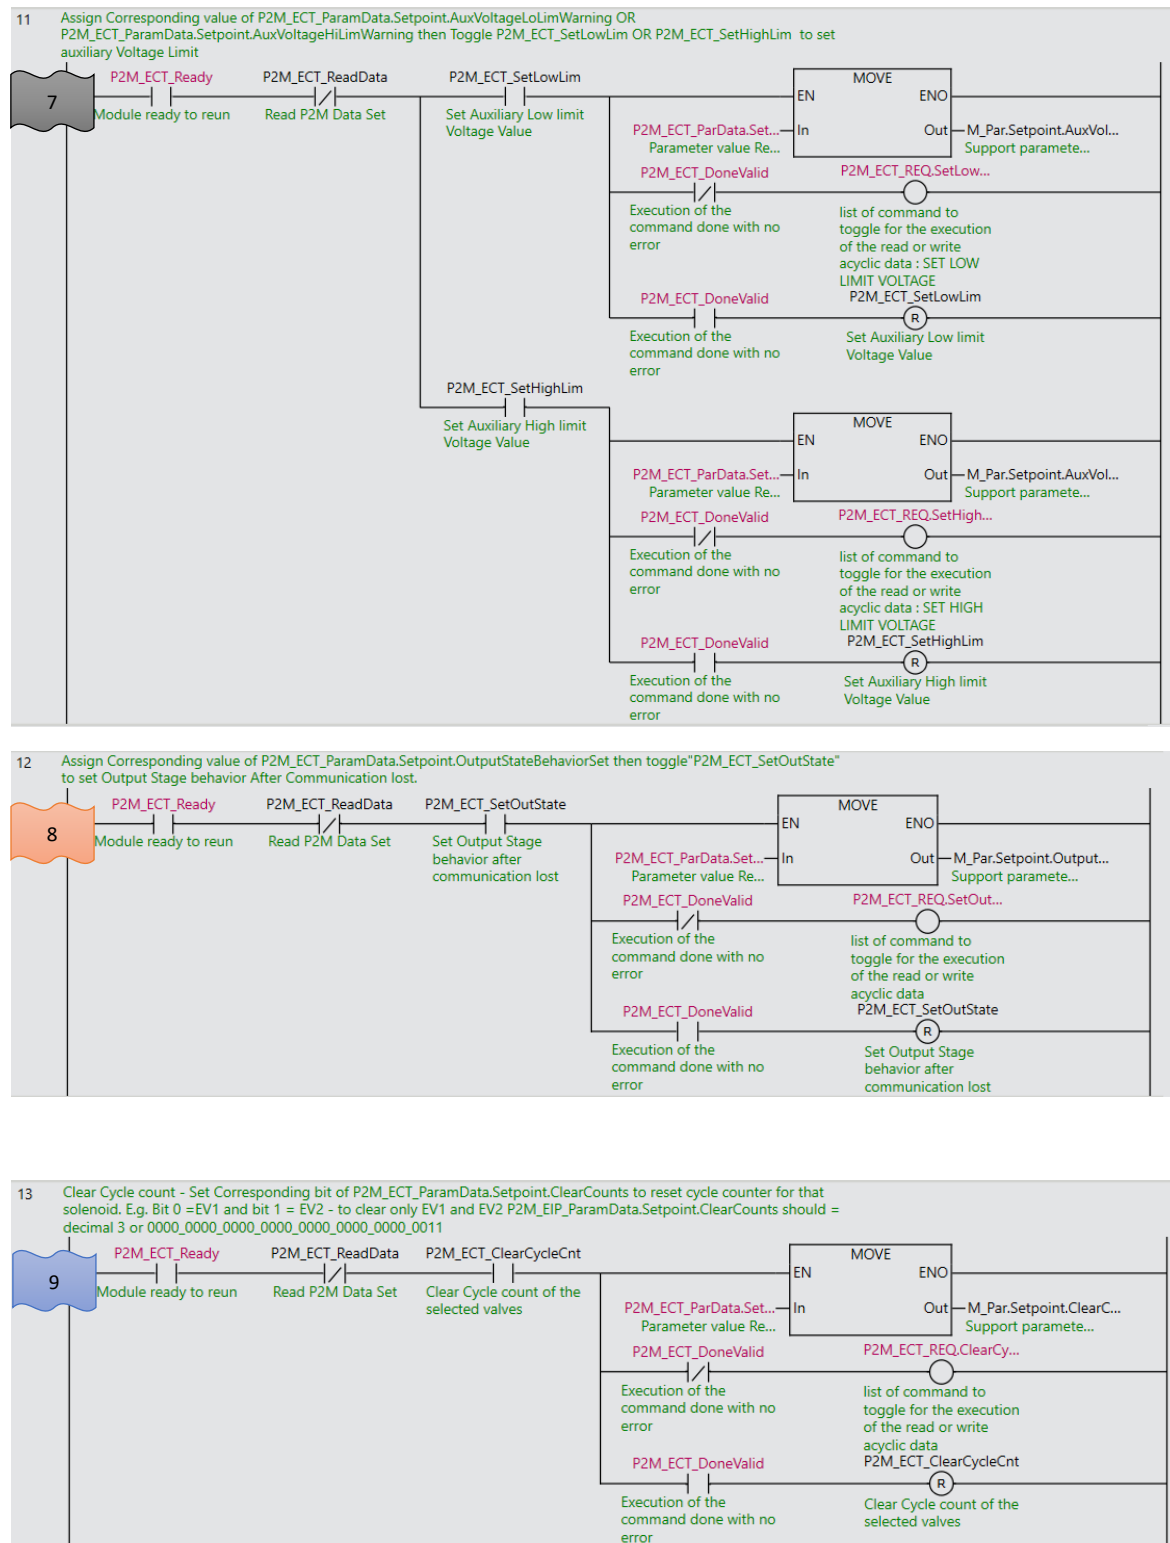 11 Assign Corresponding value of P2M_ECT_ParamData.Setpoint.AuxVoltageLoLimWarning OR
P2M_ECT_ParamData.Setpoint.AuxVoltageHiLimWarning then Toggle P2M_ECT_SetLowLim OR P2M_ECT_SetHighLim to set
auxiliary Voltage Limit
P2M_ECT_Ready P2M_ECT_ReadData P2M_ECT_SetLowLim MOVE
7 EN ENO
Module ready to reun Read P2M Data Set Set Auxiliary Low limit
Voltage Value
P2M_ECT_ParData.Set... In Out M_Par.Setpoint.AuxVol...
Parameter value Re... Support paramete...
P2M_ECT_DoneValid P2M_ECT_REQ.SetLow...
Execution of the
command done with no
error
list of command to
toggle for the execution
of the read or write
acyclic data : SET LOW
LIMIT VOLTAGE
P2M_ECT_DoneValid P2M_ECT_SetLowLim
R
Execution of the
command done with no
error
Set Auxiliary Low limit
Voltage Value
P2M_ECT_SetHighLim
Set Auxiliary High limit
Voltage Value
MOVE
EN ENO
P2M_ECT_ParData.Set... In Out M_Par.Setpoint.AuxVol...
Parameter value Re... Support paramete...
P2M_ECT_DoneValid P2M_ECT_REQ.SetHigh...
Execution of the
command done with no
error
list of command to
toggle for the execution
of the read or write
acyclic data : SET HIGH
LIMIT VOLTAGE
P2M_ECT_DoneValid P2M_ECT_SetHighLim
R
Execution of the
command done with no
error
Set Auxiliary High limit
Voltage Value
12 Assign Corresponding value of P2M_ECT_ParamData.Setpoint.OutputStateBehaviorSet then toggle"P2M_ECT_SetOutState"
to set Output Stage behavior After Communication lost.
P2M_ECT_Ready P2M_ECT_ReadData P2M_ECT_SetOutState MOVE
8 EN ENO
Module ready to reun Read P2M Data Set Set Output Stage
behavior after
communication lost
P2M_ECT_ParData.Set... In Out M_Par.Setpoint.Output...
Parameter value Re... Support paramete...
P2M_ECT_DoneValid P2M_ECT_REQ.SetOut...
Execution of the
command done with no
error
list of command to
toggle for the execution
of the read or write
acyclic data
P2M_ECT_DoneValid P2M_ECT_SetOutState
R
Execution of the
command done with no
error
Set Output Stage
behavior after
communication lost
13 Clear Cycle count - Set Corresponding bit of P2M_ECT_ParamData.Setpoint.ClearCounts to reset cycle counter for that
solenoid. E.g. Bit 0 =EV1 and bit 1 = EV2 - to clear only EV1 and EV2 P2M_EIP_ParamData.Setpoint.ClearCounts should =
decimal 3 or 0000_0000_0000_0000_0000_0000_0000_0011
P2M_ECT_Ready P2M_ECT_ReadData P2M_ECT_ClearCycleCnt MOVE
9 EN ENO
Module ready to reun Read P2M Data Set Clear Cycle count of the
selected valves
P2M_ECT_ParData.Set... In Out M_Par.Setpoint.ClearC...
Parameter value Re... Support paramete...
P2M_ECT_DoneValid P2M_ECT_REQ.ClearCy...
Execution of the
command done with no
error
list of command to
toggle for the execution
of the read or write
acyclic data
P2M_ECT_DoneValid P2M_ECT_ClearCycleCnt
R
Execution of the
command done with no
error
Clear Cycle count of the
selected valves